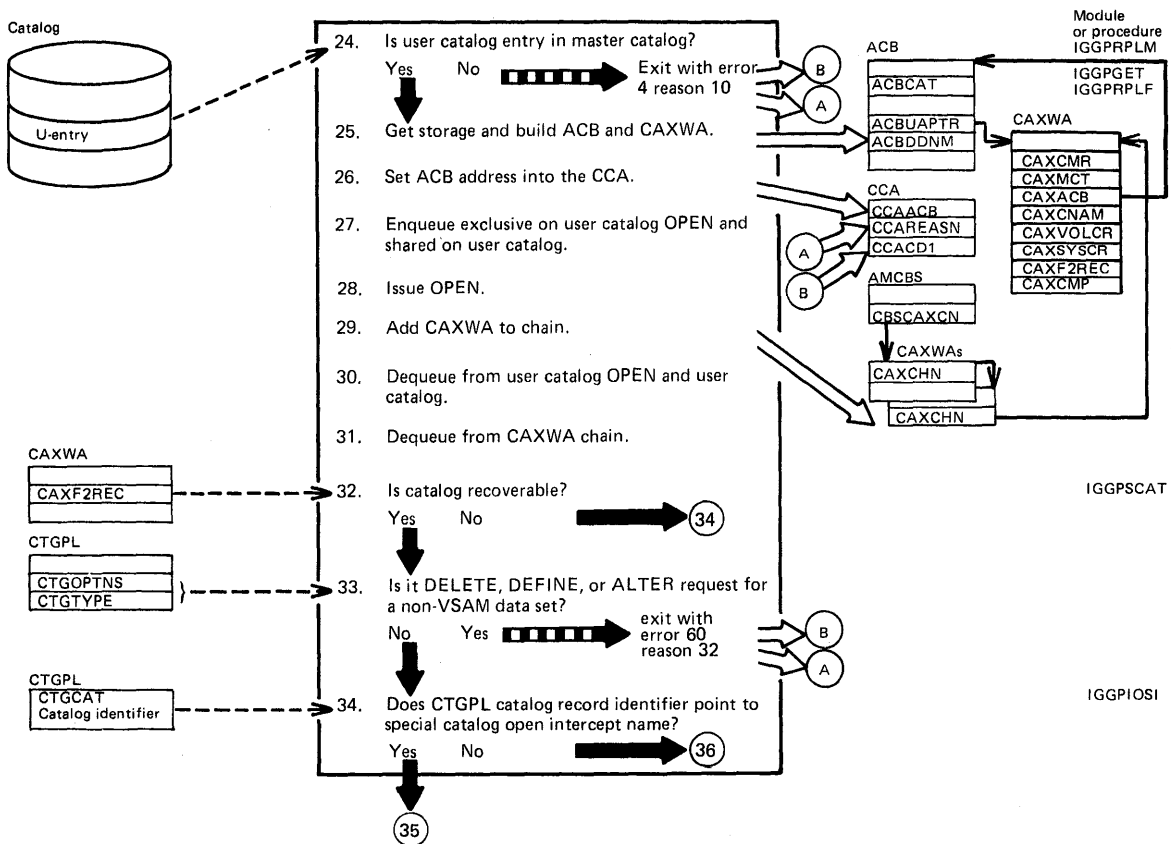 Catalog
U-entry
24. Is user catalog entry in master catalog?
Yes No Exit with error
4 reason 10
B
A
25. Get storage and build ACB and CAXWA.
26. Set ACB address into the CCA.
27. Enqueue exclusive on user catalog OPEN and
shared on user catalog.
28. Issue OPEN.
29. Add CAXWA to chain.
30. Dequeue from user catalog OPEN and user
catalog.
31. Dequeue from CAXWA chain.
CAXWA
CAXF2REC
32. Is catalog recoverable?
Yes No 34
CTGPL
CTGOPTNS
CTGTYPE
33. Is it DELETE, DEFINE, or ALTER request for
a non-VSAM data set?
No Yes exit with
error 60
reason 32
B
A
CTGPL
CTGCAT
Catalog identifier
34. Does CTGPL catalog record identifier point to
special catalog open intercept name?
Yes No 36
35
Module
or procedure
IGGPRPLM
IGGPGET
IGGPRPLF
ACB
ACBCAT
ACBUAPTR
ACBDDNM
CAXWA
CAXCMR
CAXMCT
CAXACB
CAXCNAM
CAXVOLCR
CAXSYSCR
CAXF2REC
CAXCMP
CCA
CCAACB
CCAREASN
CCACD1
A
B
AMCBS
CBSCAXCN
CAXWAs
CAXCHN
CAXCHN
IGGPSCAT
IGGPIOSI